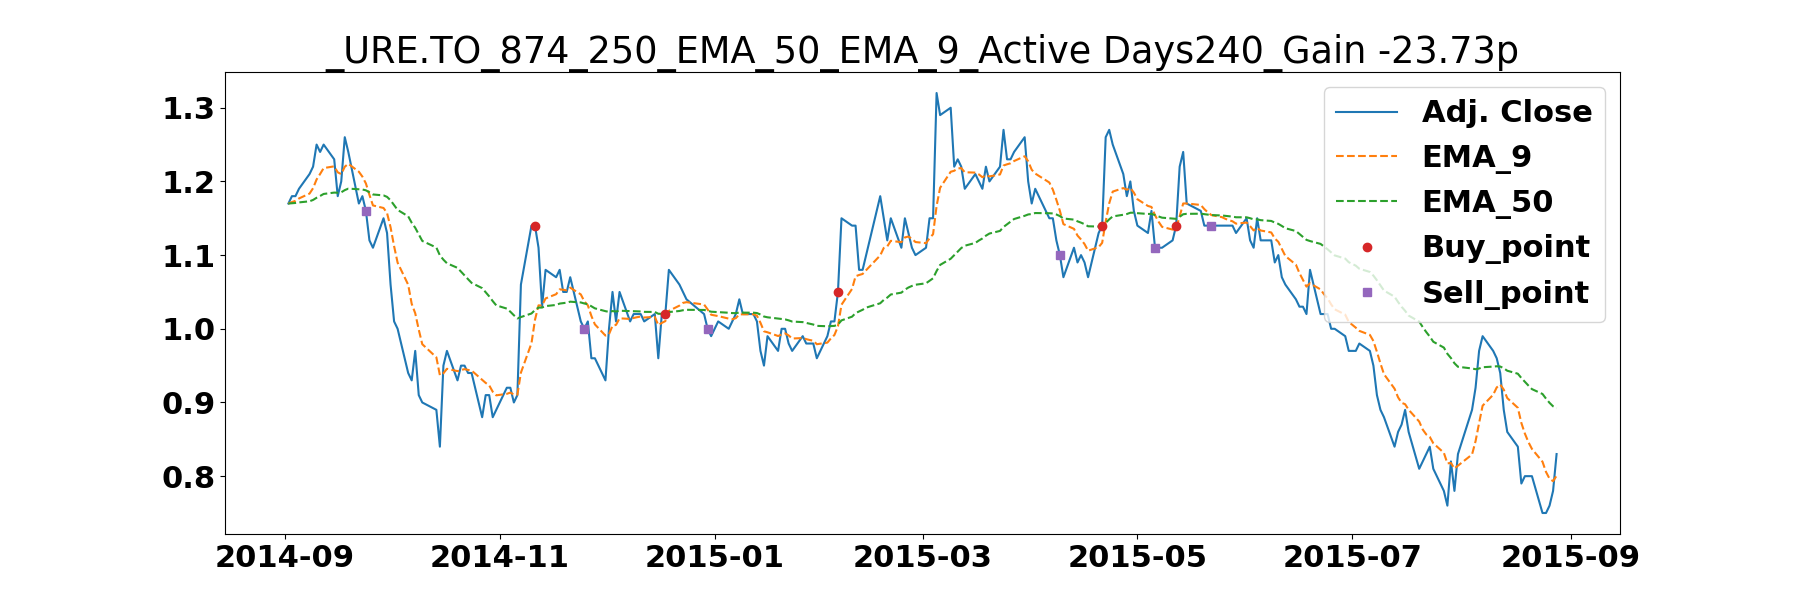 _URE.TO_874_250_EMA_50_EMA_9_Active Days240_Gain -23.73p
1.3
1.2
1.1
1.0
0.9
0.8
Adj. Close
EMA_9
EMA_50
Buy_point
Sell_point
2014-09 2014-11 2015-01 2015-03 2015-05 2015-07 2015-09